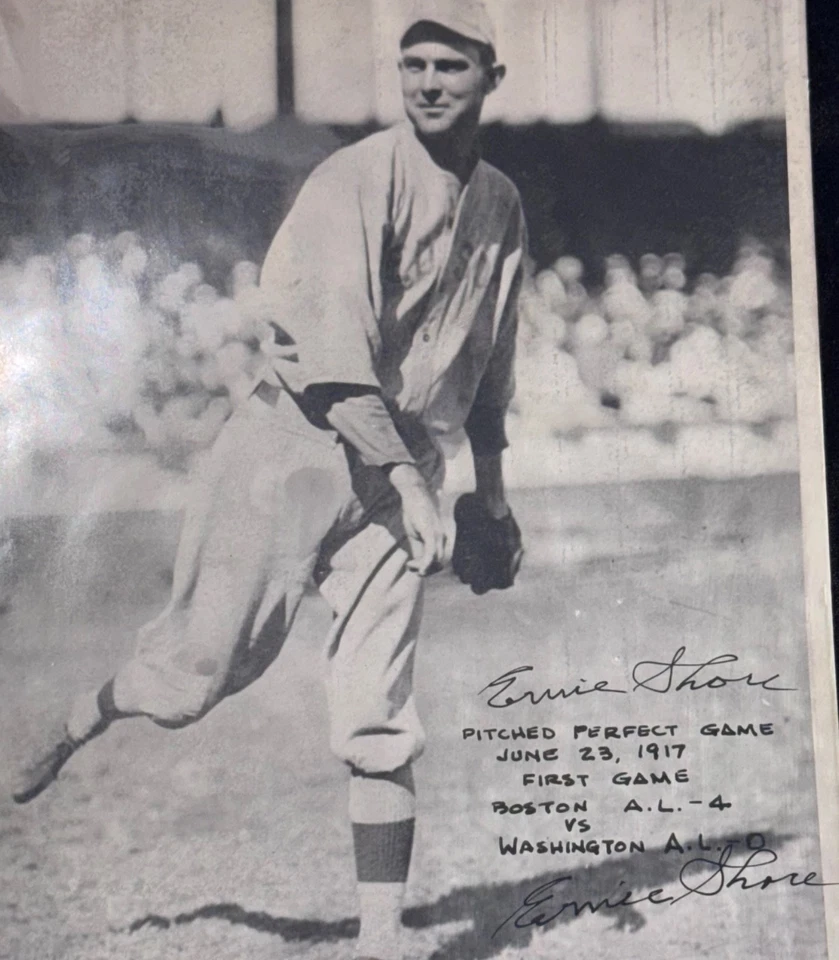 Ernie Shore
PITCHED PERFECT GAME
JUNE 23, 1917
FIRST GAME
BOSTON A.L.-4
VS
WASHINGTON A.L.-0
Ernie Shore